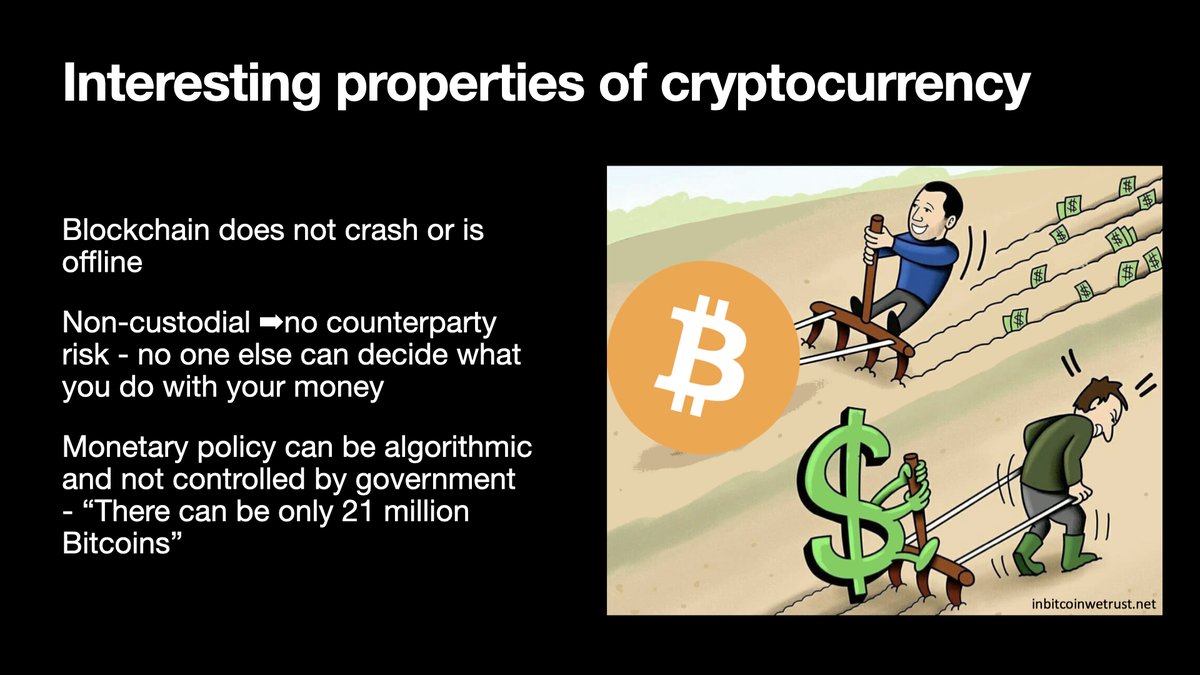 Interesting properties of cryptocurrency
Blockchain does not crash or is
offline
Non-custodial ➡no counterparty
risk - no one else can decide what
you do with your money
Monetary policy can be algorithmic
and not controlled by government
- “There can be only 21 million
Bitcoins”
₿
$
$
$
$
$
$
$
$
$
$
inbitcoinwetrust.net